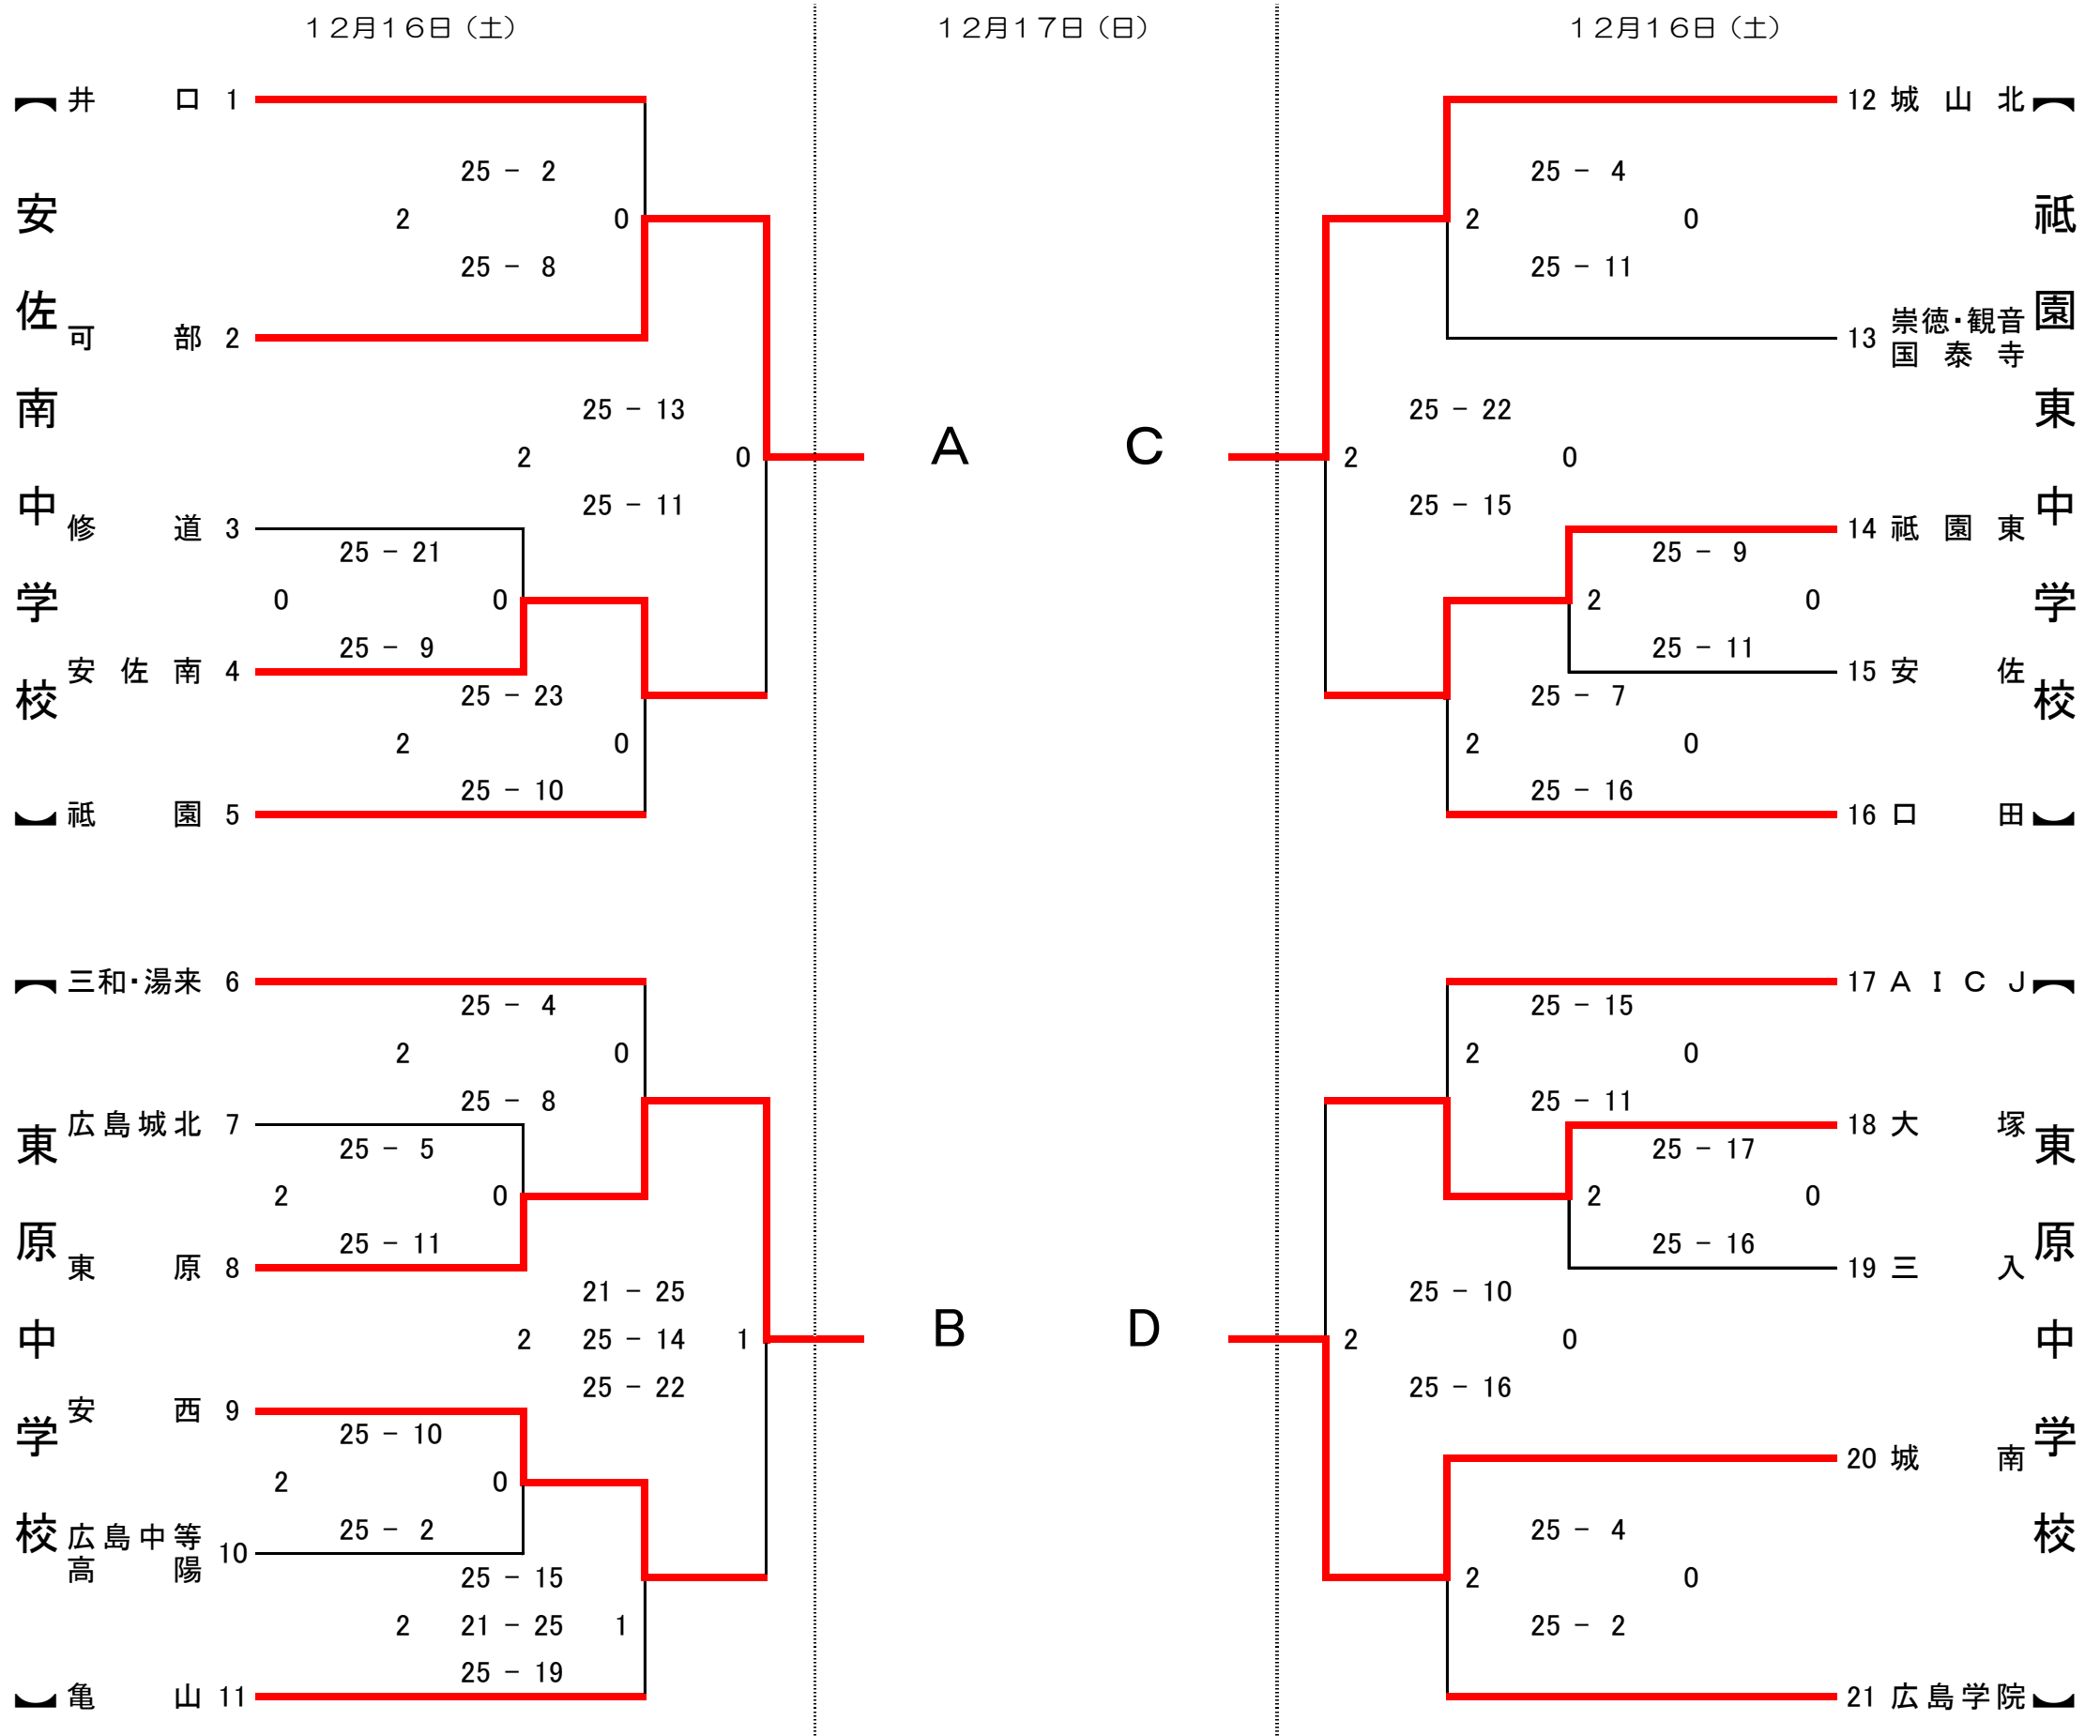 12月16日（土）
12月17日（日）
12月16日（土）
【安佐南中学校】
井口 1
25 － 2
2 0
25 － 8
可部 2
25 － 13
2 0
25 － 11
修道 3
25 － 21
0 0
25 － 9
安佐南 4
25 － 23
2 0
25 － 10
祗園 5
A
【東原中学校】
三和・湯来 6
25 － 4
2 0
25 － 8
広島城北 7
25 － 5
2 0
25 － 11
東原 8
21 － 25
2 25 － 14 1
25 － 22
安西 9
25 － 10
2 0
25 － 2
広島中等
高陽 10
25 － 15
2 21 － 25 1
25 － 19
亀山 11
B
C
12 城山北
25 － 4
2 0
25 － 11
13 崇徳・観音
国泰寺
25 － 22
2 0
25 － 15
14 祗園東
25 － 9
2 0
25 － 11
15 安佐
25 － 7
2 0
25 － 16
16 口田
【祗園東中学校】
D
17 AICJ
25 － 15
2 0
25 － 11
18 大塚
25 － 17
2 0
25 － 16
19 三入
25 － 10
2 0
25 － 16
20 城南
25 － 4
2 0
25 － 2
21 広島学院
【東原中学校】